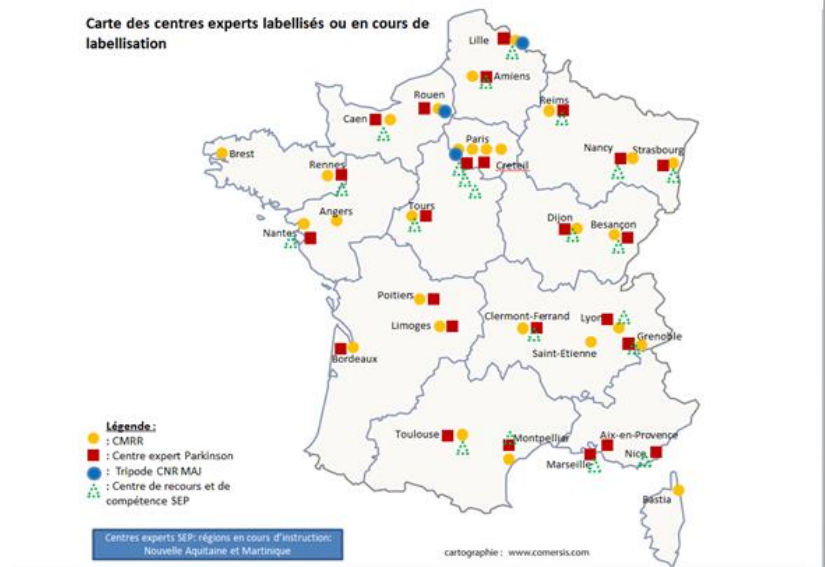 Carte des centres experts labellisés ou en cours de
labellisation
Lille
Amiens
Rouen
Reims
Caen
Paris
Nancy
Strasbourg
Brest
Creteil
Rennes
Angers
Tours
Nantes
Dijon
Besançon
Poitiers
Clermont-Ferrand
Lyon
Limoges
Grenoble
Saint-Etienne
Bordeaux
Toulouse
Montpellier
Aix-en-Provence
Marseille
Nice
Bastia
Légende :
: CMRR
: Centre expert Parkinson
: Tripode CNR MAJ
: Centre de recours et de
compétence SEP
Centres experts SEP: régions en cours d'instruction:
Nouvelle Aquitaine et Martinique
cartographie : www.comersis.com